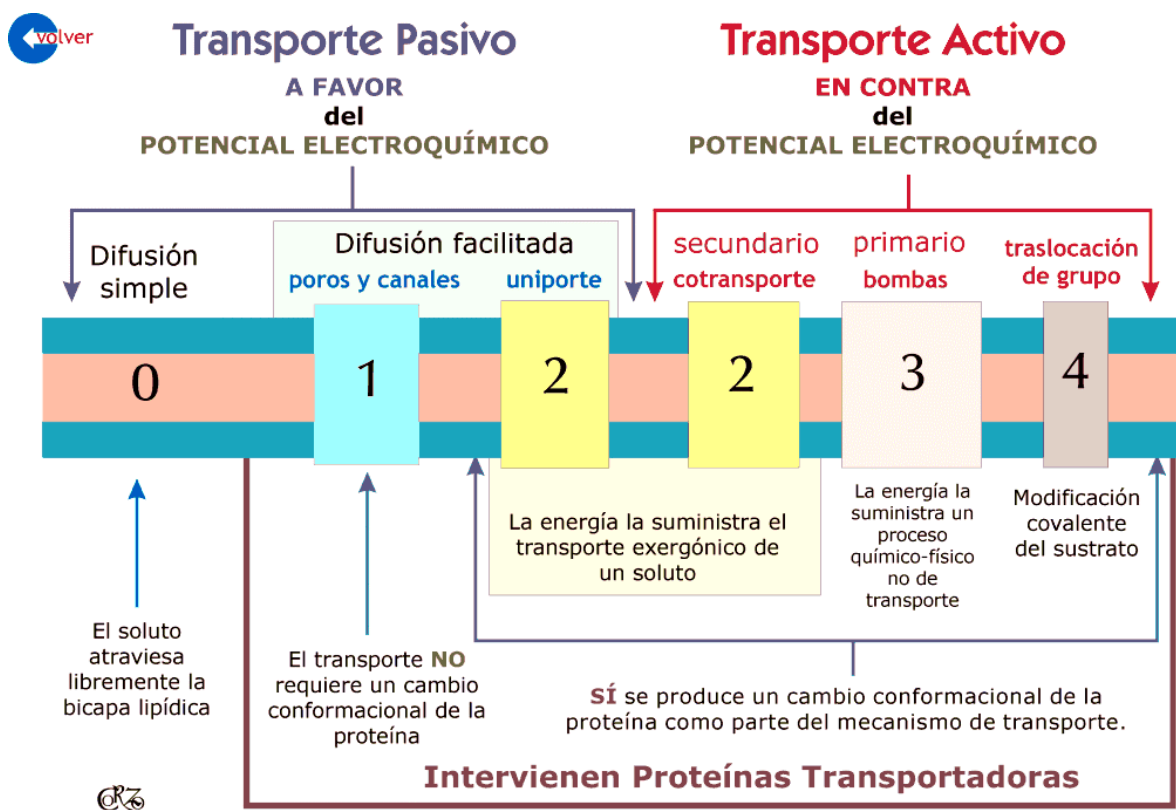 volver
Transporte Pasivo
A FAVOR
del
POTENCIAL ELECTROQUÍMICO
Transporte Activo
EN CONTRA
del
POTENCIAL ELECTROQUÍMICO
Difusión
simple
Difusión facilitada
poros y canales
uniporte
secundario
cotransporte
primario
bombas
traslocación
de grupo
0
1
2
2
3
4
El soluto
atraviesa
libremente la
bicapa lipídica
El transporte NO
requiere un cambio
conformacional de la
proteína
La energía la suministra el
transporte exergónico de
un soluto
La energía la
suministra un
proceso
químico-físico
no de
transporte
Modificación
covalente
del sustrato
SÍ se produce un cambio conformacional de la
proteína como parte del mecanismo de transporte.
Intervienen Proteínas Transportadoras